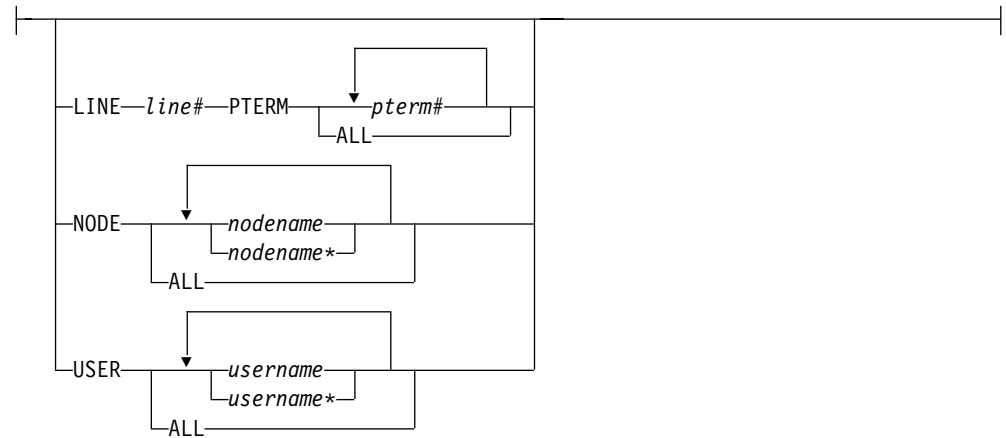 LINE line# PTERM pterm#
ALL
NODE nodename
nodename*
ALL
USER username
username*
ALL